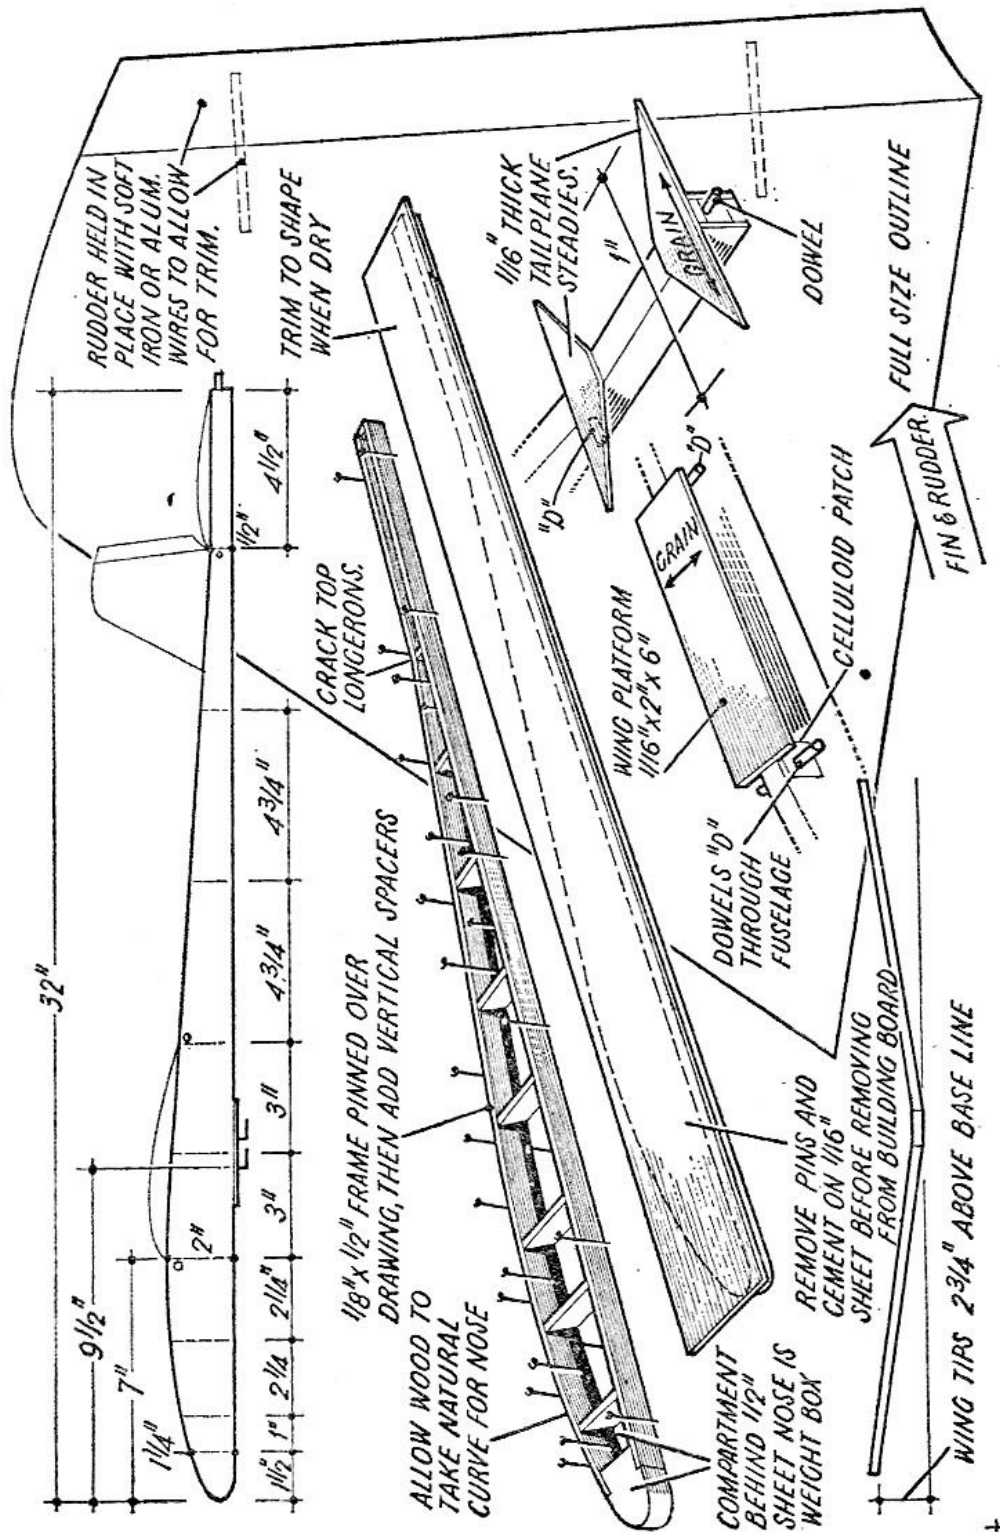 32"
9 1/2"
7"
1 1/4"
2"
1/2"
1 1/2"
1"
2 1/4
2 1/4"
3"
3"
4 3/4"
4 3/4"
4 1/2"
RUDDER HELD IN
PLACE WITH SOFT
IRON OR ALUM.
WIRES TO ALLOW
FOR TRIM.
ALLOW WOOD TO
TAKE NATURAL
CURVE FOR NOSE
1/8" x 1/2" FRAME PINNED OVER
DRAWING, THEN ADD VERTICAL SPACERS
CRACK TOP
LONGERONS.
TRIM TO SHAPE
WHEN DRY
1/16" THICK
TAILPLANE
STEADIES.
1"
GRAIN
"D"
DOWEL
WING PLATFORM
1/16" x 2" x 6"
GRAIN
"D"
DOWELS "D"
THROUGH
FUSELAGE
CELLULOID PATCH
FULL SIZE OUTLINE
FIN & RUDDER.
COMPARTMENT
BEHIND 1/2"
SHEET NOSE IS
WEIGHT BOX
REMOVE PINS AND
CEMENT ON 1/16"
SHEET BEFORE REMOVING
FROM BUILDING BOARD
WING TIPS 2 3/4" ABOVE BASE LINE